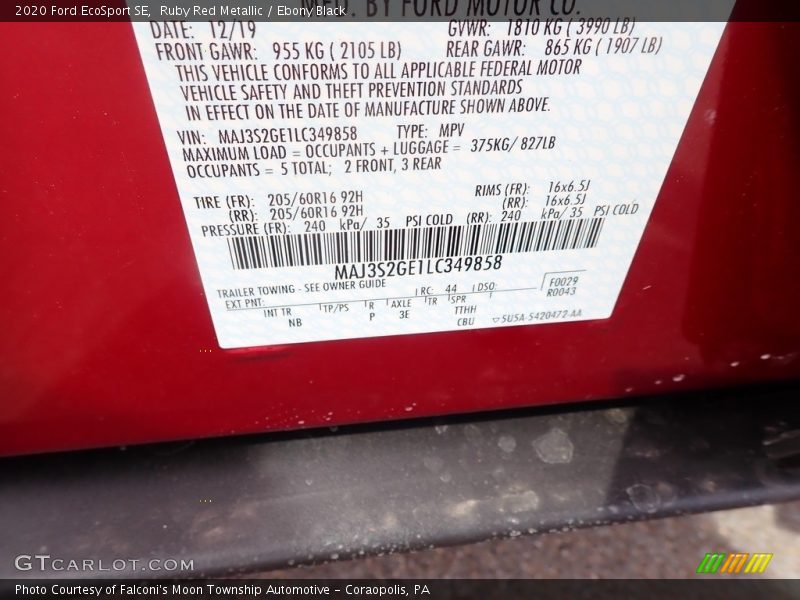 2020 Ford EcoSport SE, Ruby Red Metallic / Ebony Black
BY FORD MOTOR CO.
DATE: 12/19 GVWR: 1810 KG ( 3990 LB)
FRONT GAWR: 955 KG ( 2105 LB) REAR GAWR: 865 KG ( 1907 LB)
THIS VEHICLE CONFORMS TO ALL APPLICABLE FEDERAL MOTOR
VEHICLE SAFETY AND THEFT PREVENTION STANDARDS
IN EFFECT ON THE DATE OF MANUFACTURE SHOWN ABOVE.
VIN: MAJ3S2GE1LC349858 TYPE: MPV
MAXIMUM LOAD = OCCUPANTS + LUGGAGE = 375KG/ 827LB
OCCUPANTS = 5 TOTAL; 2 FRONT, 3 REAR
TIRE (FR): 205/60R16 92H RIMS (FR): 16x6.5J
(RR): 205/60R16 92H (RR): 16x6.5J
PRESSURE (FR): 240 kPa/ 35 PSI COLD (RR): 240 kPa/ 35 PSI COLD
MAJ3S2GE1LC349858
TRAILER TOWING - SEE OWNER GUIDE
EXT PNT: RC: 44 DSO: F0029
R0043
INT TR TP/PS R AXLE TR SPR
NB P 3E TTHH
CBU SU5A-5420472-AA
GTCARLOT.COM
Photo Courtesy of Falconi's Moon Township Automotive - Coraopolis, PA